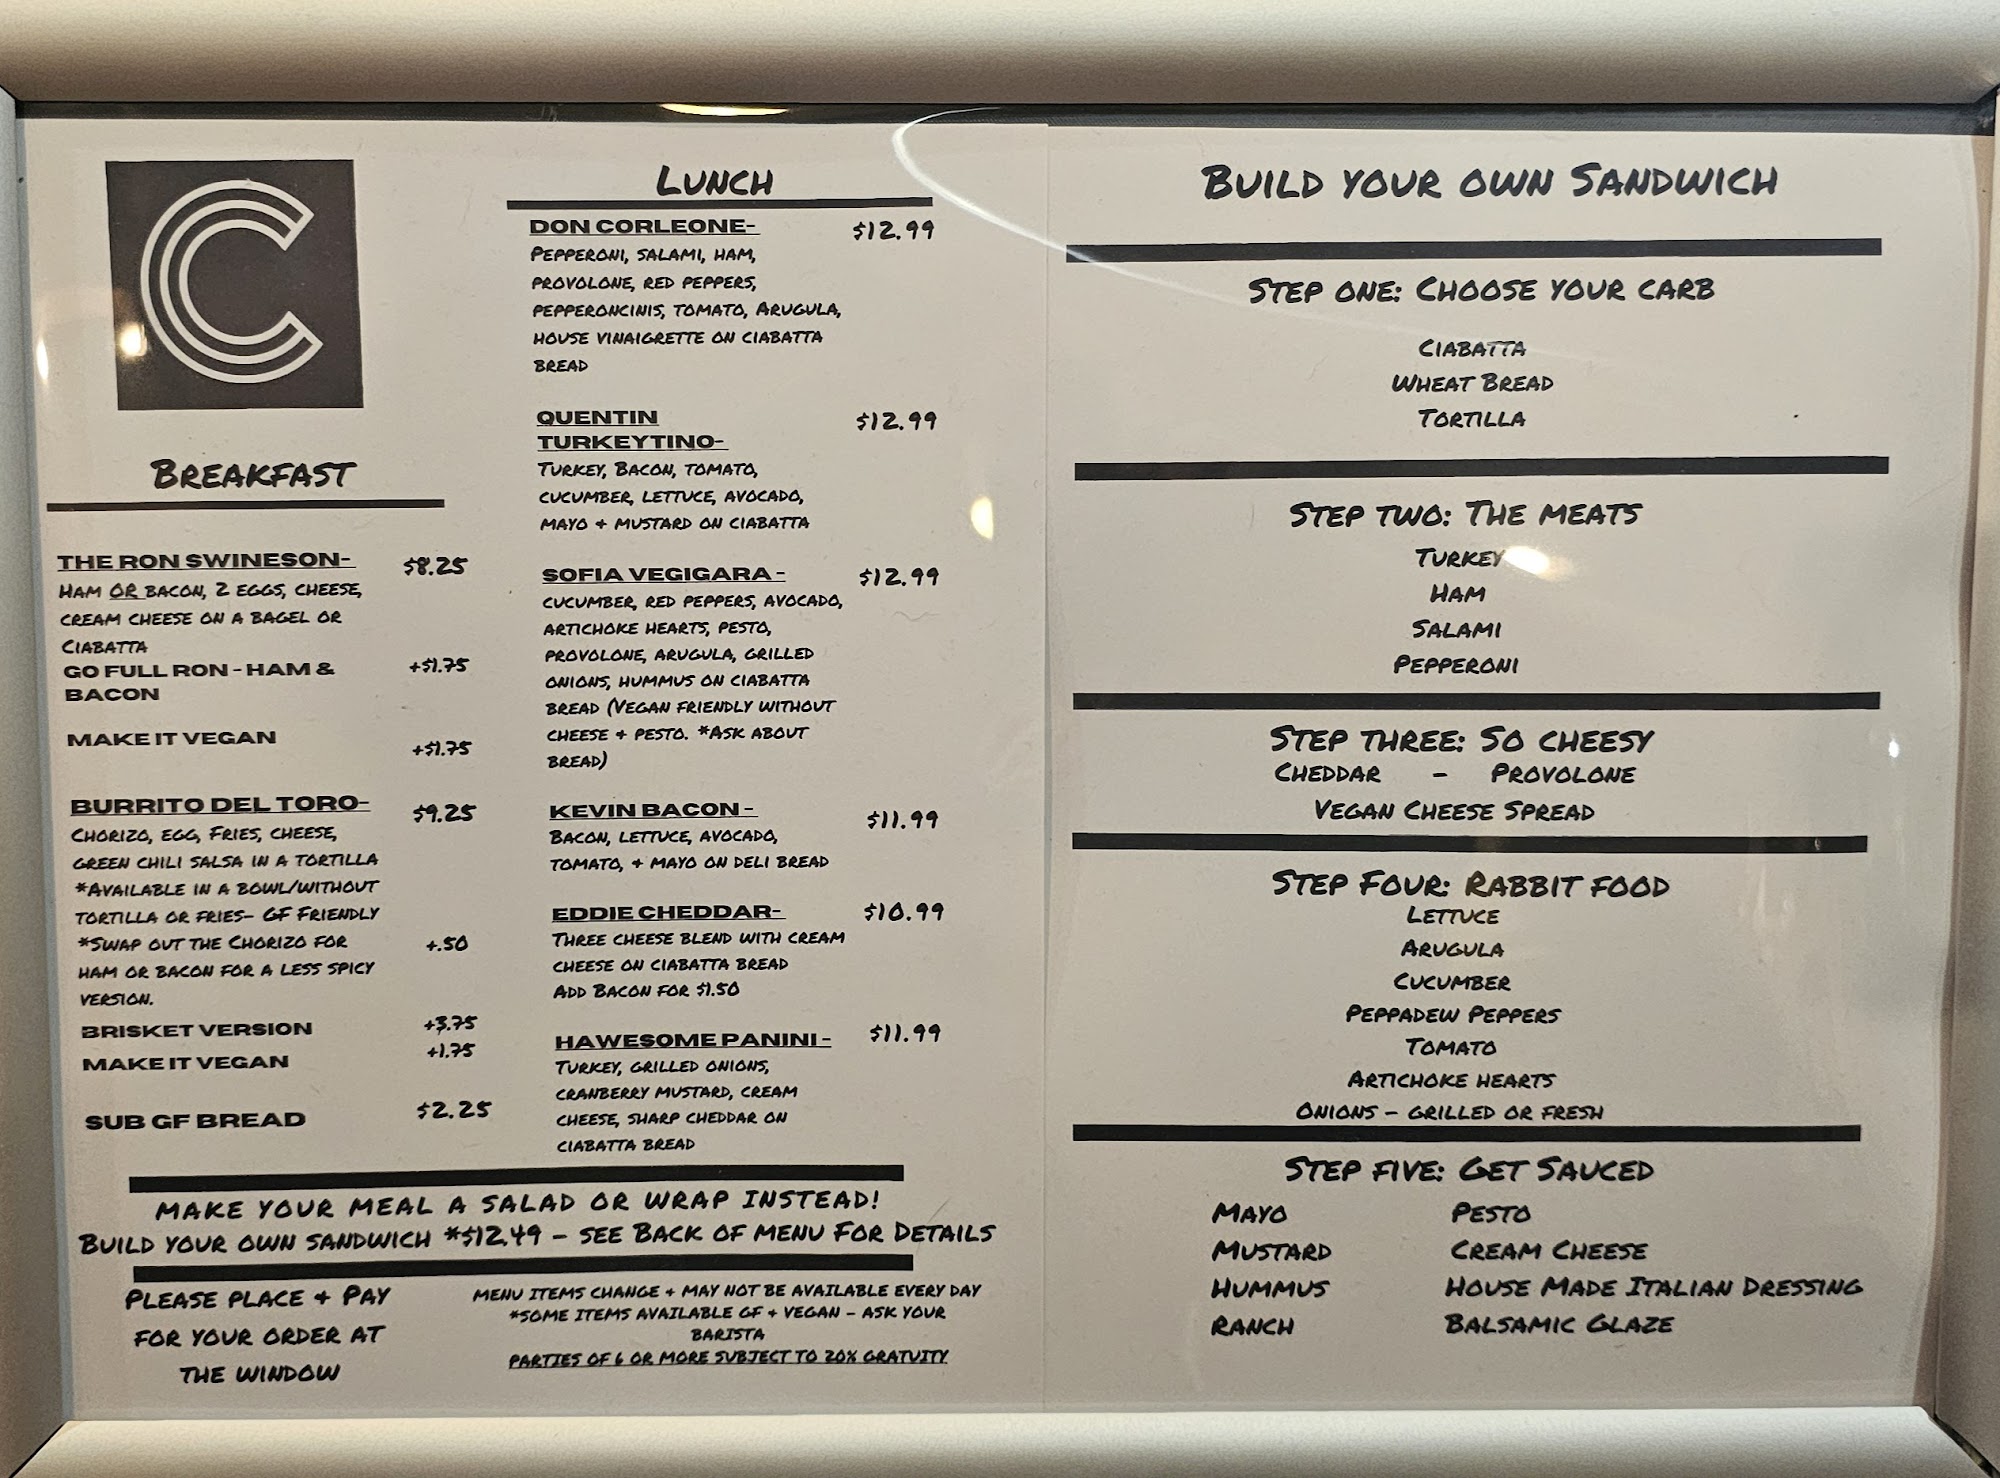 C
Breakfast
THE RON SWINESON- $8.25
Ham OR bacon, 2 eggs, cheese,
cream cheese on a bagel or
Ciabatta
GO FULL RON - HAM & +$1.75
BACON
MAKE IT VEGAN +$1.75
BURRITO DEL TORO- $9.25
Chorizo, egg, Fries, cheese,
green chili salsa in a tortilla
*Available in a bowl/without
tortilla or fries- GF Friendly
*Swap out the Chorizo for +.50
ham or bacon for a less spicy
version.
BRISKET VERSION +3.75
MAKE IT VEGAN +1.75
SUB GF BREAD $2.25
Lunch
DON CORLEONE- $12.99
Pepperoni, salami, ham,
provolone, red peppers,
pepperoncinis, tomato, Arugula,
house vinaigrette on ciabatta
bread
QUENTIN $12.99
TURKEYTINO-
Turkey, Bacon, tomato,
cucumber, lettuce, avocado,
mayo + mustard on ciabatta
SOFIA VEGIGARA - $12.99
cucumber, red peppers, avocado,
artichoke hearts, pesto,
provolone, arugula, grilled
onions, hummus on ciabatta
bread (Vegan friendly without
cheese + pesto. *Ask about
bread)
KEVIN BACON - $11.99
Bacon, lettuce, avocado,
tomato, + mayo on deli bread
EDDIE CHEDDAR- $10.99
Three cheese blend with cream
cheese on ciabatta bread
Add Bacon for $1.50
HAWESOME PANINI - $11.99
Turkey, grilled onions,
cranberry mustard, cream
cheese, sharp cheddar on
ciabatta bread
make your meal a salad or wrap instead!
Build your own sandwich *$12.49 - see Back of menu For Details
Please place + Pay
for your order at
the window
menu items change + may not be available every day
*some items available GF + vegan - ask your
barista
parties of 6 or more subject to 20% gratuity
Build your own Sandwich
Step one: Choose your carb
Ciabatta
Wheat Bread
Tortilla
Step two: The meats
Turkey
Ham
Salami
Pepperoni
Step three: So cheesy
Cheddar - Provolone
Vegan Cheese Spread
Step Four: Rabbit food
Lettuce
Arugula
Cucumber
Peppadew Peppers
Tomato
Artichoke hearts
Onions - grilled or fresh
Step five: Get Sauced
Mayo Pesto
Mustard Cream Cheese
Hummus House Made Italian Dressing
Ranch Balsamic Glaze